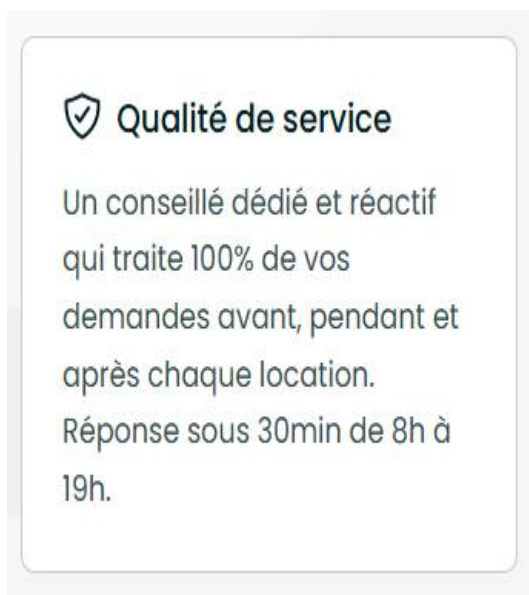 Qualité de service
Un conseillé dédié et réactif
qui traite 100% de vos
demandes avant, pendant et
après chaque location.
Réponse sous 30min de 8h à
19h.